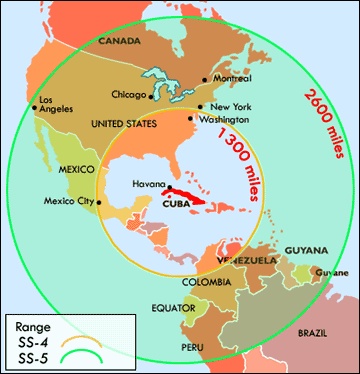 CANADA
Montreal
Chicago
Los
Angeles
New York
UNITED STATES
Washington
2600 miles
1300 miles
MEXICO
Havana
Mexico City
CUBA
GUYANA
VENEZUELA
Guyane
COLOMBIA
EQUATOR
BRAZIL
PERU
Range
SS-4
SS-5